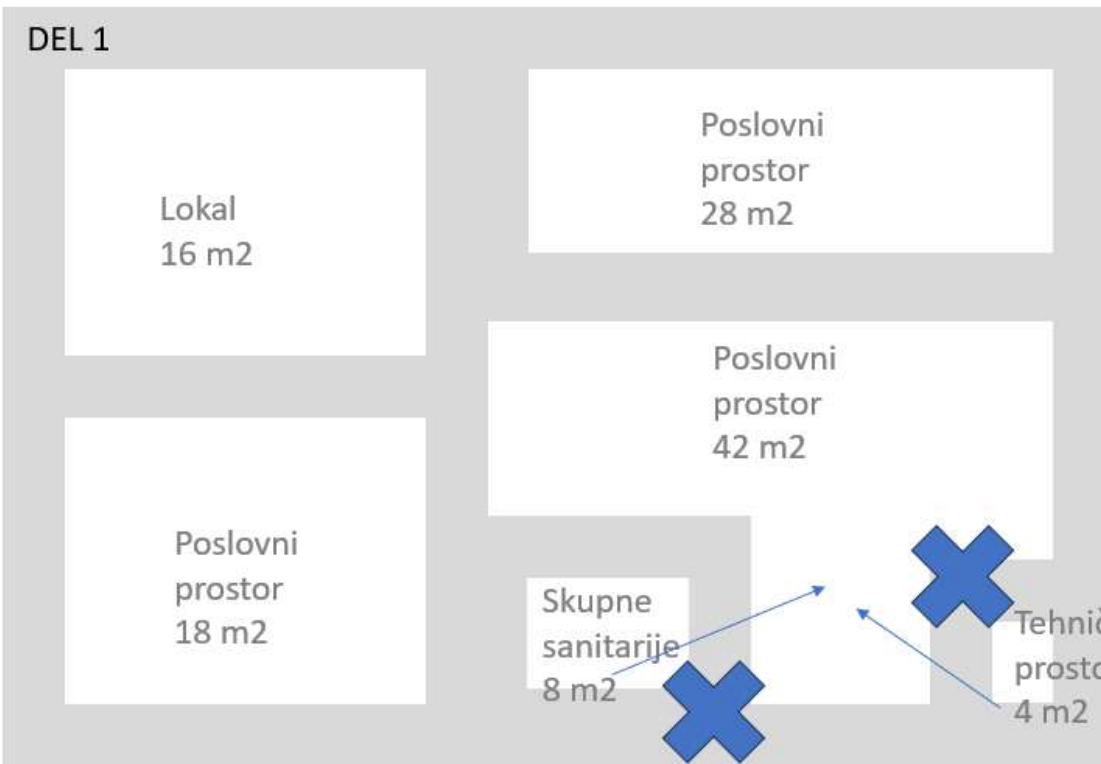 DEL 1
Poslovni
prostor
28 m2
Lokal
16 m2
Poslovni
prostor
42 m2
Poslovni
prostor
18 m2
Skupne
sanitarije
8 m2
4 m2